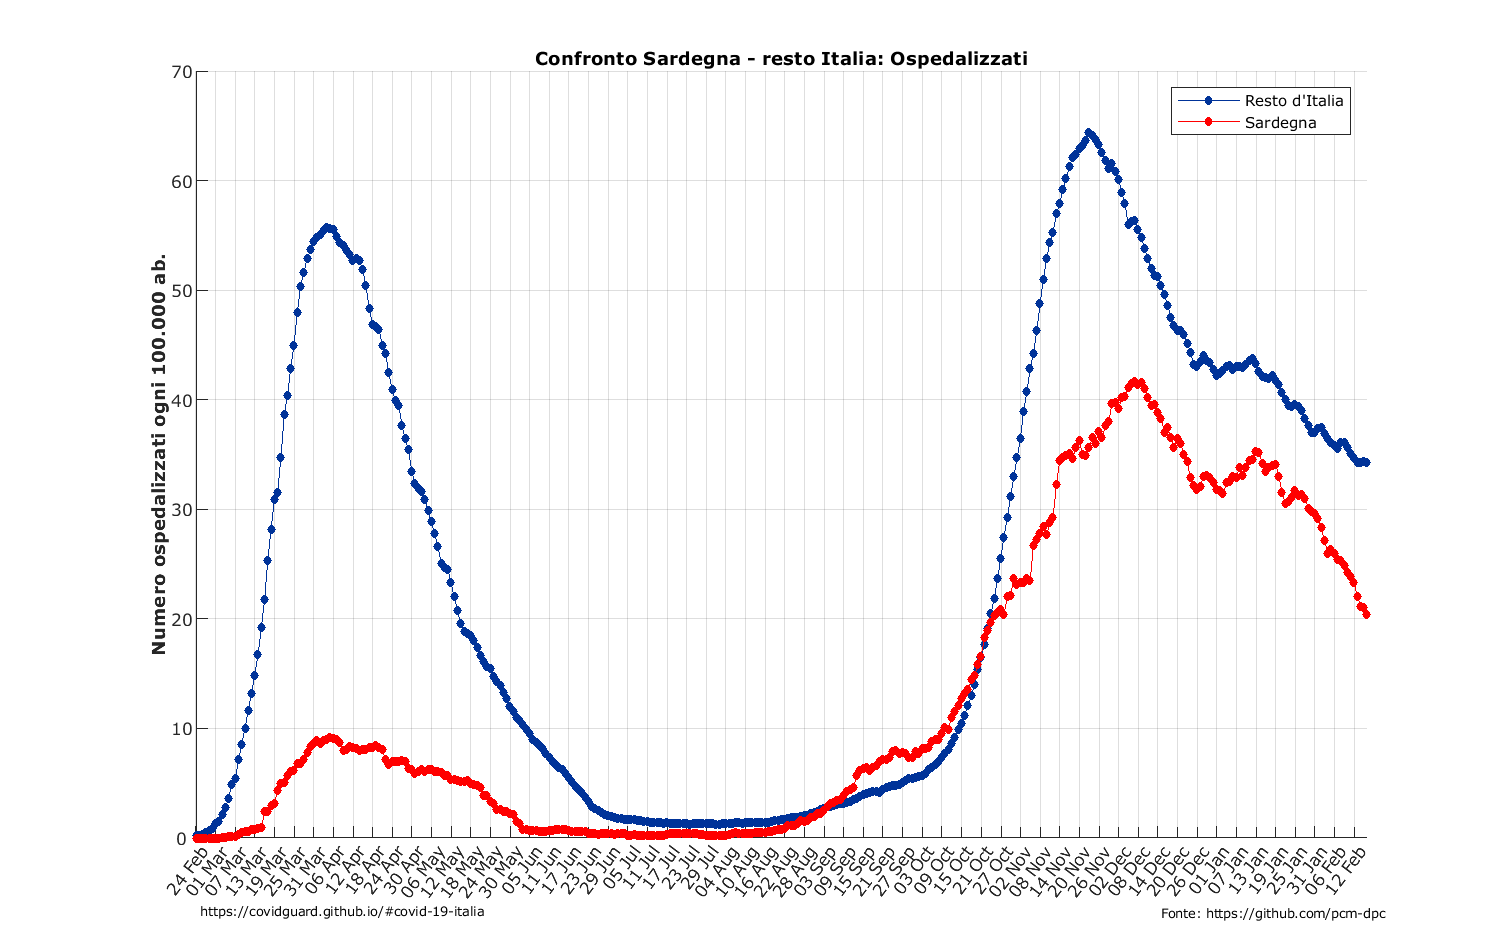 Confronto Sardegna - resto Italia: Ospedalizzati
Resto d'Italia
Sardegna
Numero ospedalizzati ogni 100.000 ab.
70
60
50
40
30
20
10
0
24 Feb
01 Mar
07 Mar
13 Mar
19 Mar
25 Mar
31 Mar
06 Apr
12 Apr
18 Apr
24 Apr
30 Apr
06 May
12 May
18 May
24 May
30 May
05 Jun
11 Jun
17 Jun
23 Jun
29 Jun
05 Jul
11 Jul
17 Jul
23 Jul
29 Jul
04 Aug
10 Aug
16 Aug
22 Aug
28 Aug
03 Sep
09 Sep
15 Sep
21 Sep
27 Sep
03 Oct
09 Oct
15 Oct
21 Oct
27 Oct
02 Nov
08 Nov
14 Nov
20 Nov
26 Nov
02 Dec
08 Dec
14 Dec
20 Dec
26 Dec
01 Jan
07 Jan
13 Jan
19 Jan
25 Jan
31 Jan
06 Feb
12 Feb
https://covidguard.github.io/#covid-19-italia
Fonte: https://github.com/pcm-dpc